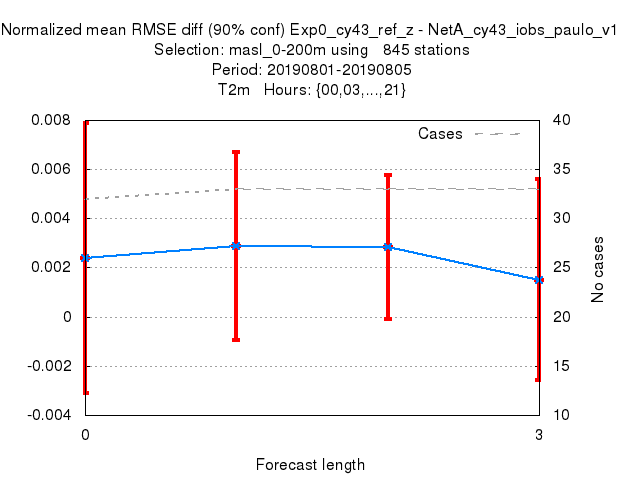 Normalized mean RMSE diff (90% conf) Exp0_cy43_ref_z - NetA_cy43_iobs_paulo_v1
Selection: masl_0-200m using 845 stations
Period: 20190801-20190805
T2m Hours: {00,03,...,21}
Cases
0.008
0.006
0.004
0.002
0
-0.002
-0.004
40
35
30
25
20
15
10
No cases
0
3
Forecast length